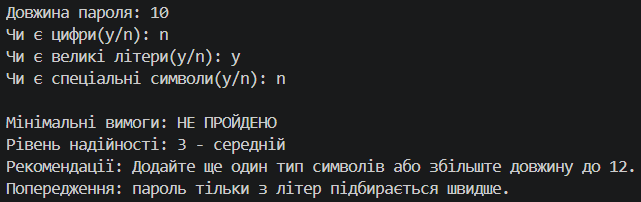 Довжина пароля: 10
Чи є цифри(y/n): n
Чи є великі літери(y/n): y
Чи є спеціальні символи(y/n): n

Мінімальні вимоги: НЕ ПРОЙДЕНО
Рівень надійності: 3 - середній
Рекомендації: Додайте ще один тип символів або збільште довжину до 12.
Попередження: пароль тільки з літер підбирається швидше.